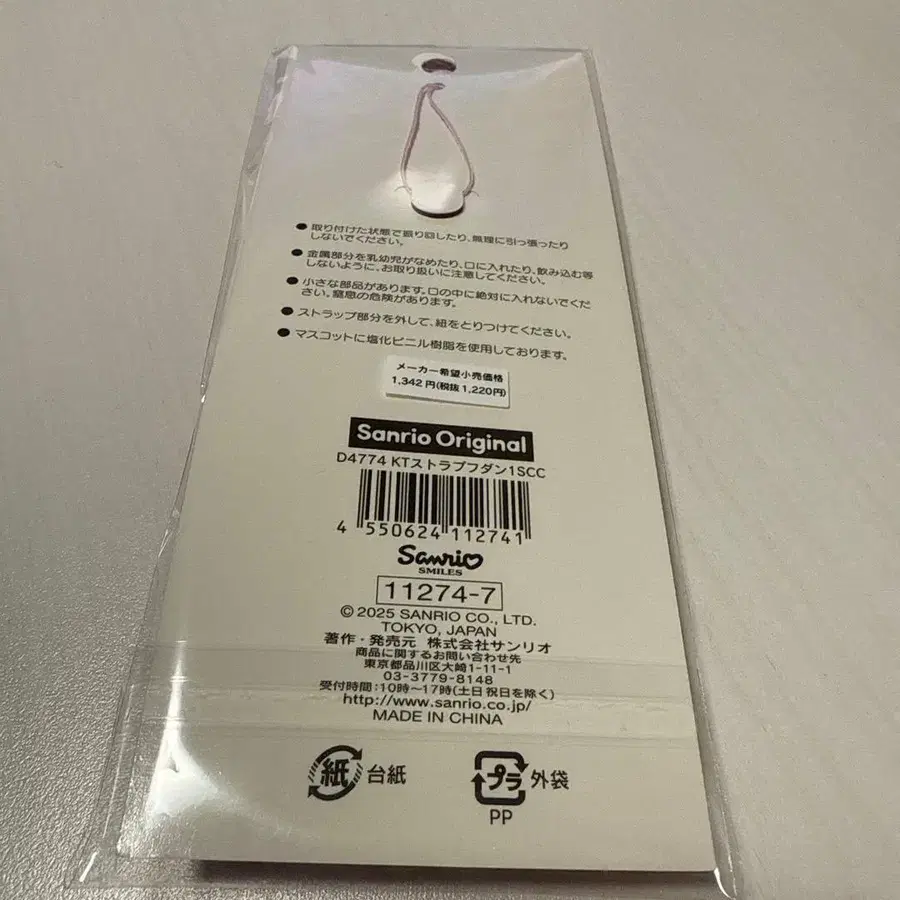 ● 取り付けた状態で振り回したり、無理に引っ張ったり
しないでください。
● 金属部分を乳幼児がなめたり、口に入れたり、飲み込む等
しないように、お取り扱いに注意してください。
● 小さな部品があります。口の中に絶対に入れないでくだ
さい。窒息の危険があります。
● ストラップ部分を外して、紐をとりつけてください。
● マスコットに塩化ビニル樹脂を使用しております。
メーカー希望小売価格
1,342円(税抜1,220円)
Sanrio Original
D4774 KTストラプフダン1SCC
4 550624 112741
Sanrio
SMILES
11274-7
© 2025 SANRIO CO., LTD.
TOKYO, JAPAN
著作・発売元 株式会社サンリオ
商品に関するお問い合わせ先
東京都品川区大崎1-11-1
03-3779-8148
受付時間:10時〜17時(土日祝日を除く)
http://www.sanrio.co.jp/
MADE IN CHINA
紙 台紙
プラ 外袋
PP